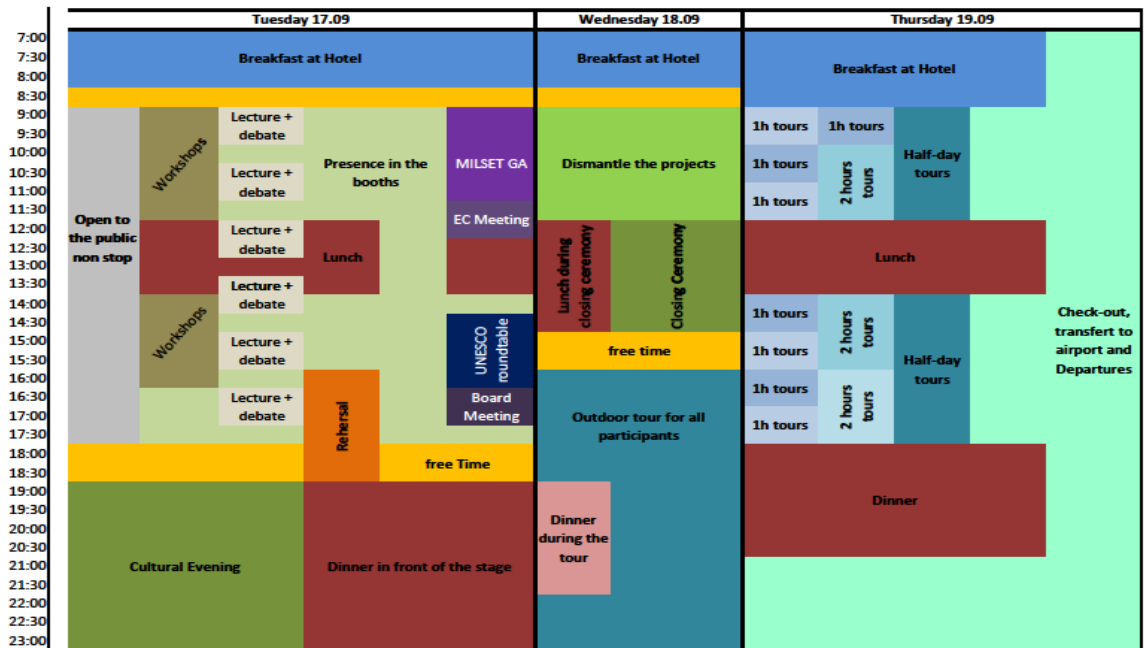 Tuesday 17.09
Wednesday 18.09
Thursday 19.09
7:00
7:30
8:00
8:30
9:00
9:30
10:00
10:30
11:00
11:30
12:00
12:30
13:00
13:30
14:00
14:30
15:00
15:30
16:00
16:30
17:00
17:30
18:00
18:30
19:00
19:30
20:00
20:30
21:00
21:30
22:00
22:30
23:00
Breakfast at Hotel
Open to
the public
non stop
Workshops
Workshops
Lecture +
debate
Lecture +
debate
Lecture +
debate
Lecture +
debate
Lecture +
debate
Lecture +
debate
Presence in the
booths
Lunch
Rehersal
MILSET GA
EC Meeting
UNESCO
roundtable
Board
Meeting
free Time
Cultural Evening
Dinner in front of the stage
Breakfast at Hotel
Dismantle the projects
Lunch during
closing ceremony
Closing Ceremony
free time
Outdoor tour for all
participants
Dinner
during the
tour
Breakfast at Hotel
1h tours
1h tours
1h tours
1h tours
2 hours
tours
Half-day
tours
Lunch
1h tours
1h tours
1h tours
1h tours
2 hours
tours
2 hours
tours
Half-day
tours
Dinner
Check-out,
transfert to
airport and
Departures